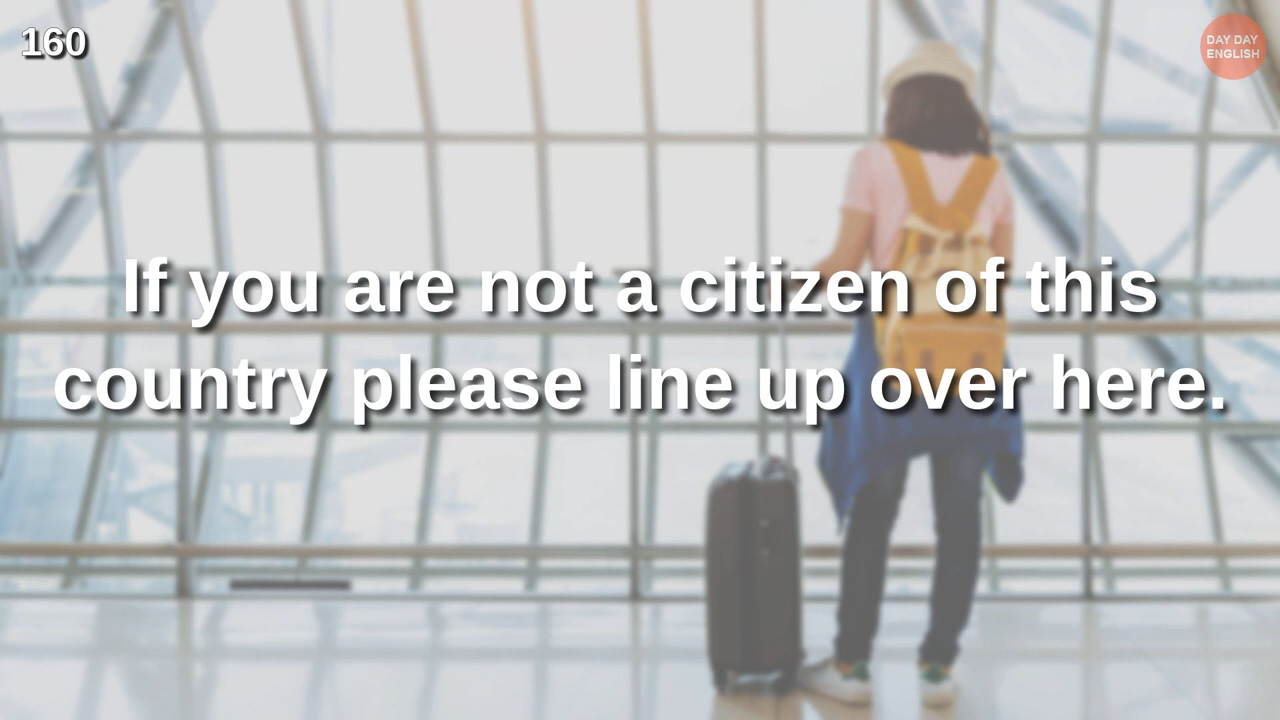 160
DAY DAY
ENGLISH
If you are not a citizen of this
country please line up over here.